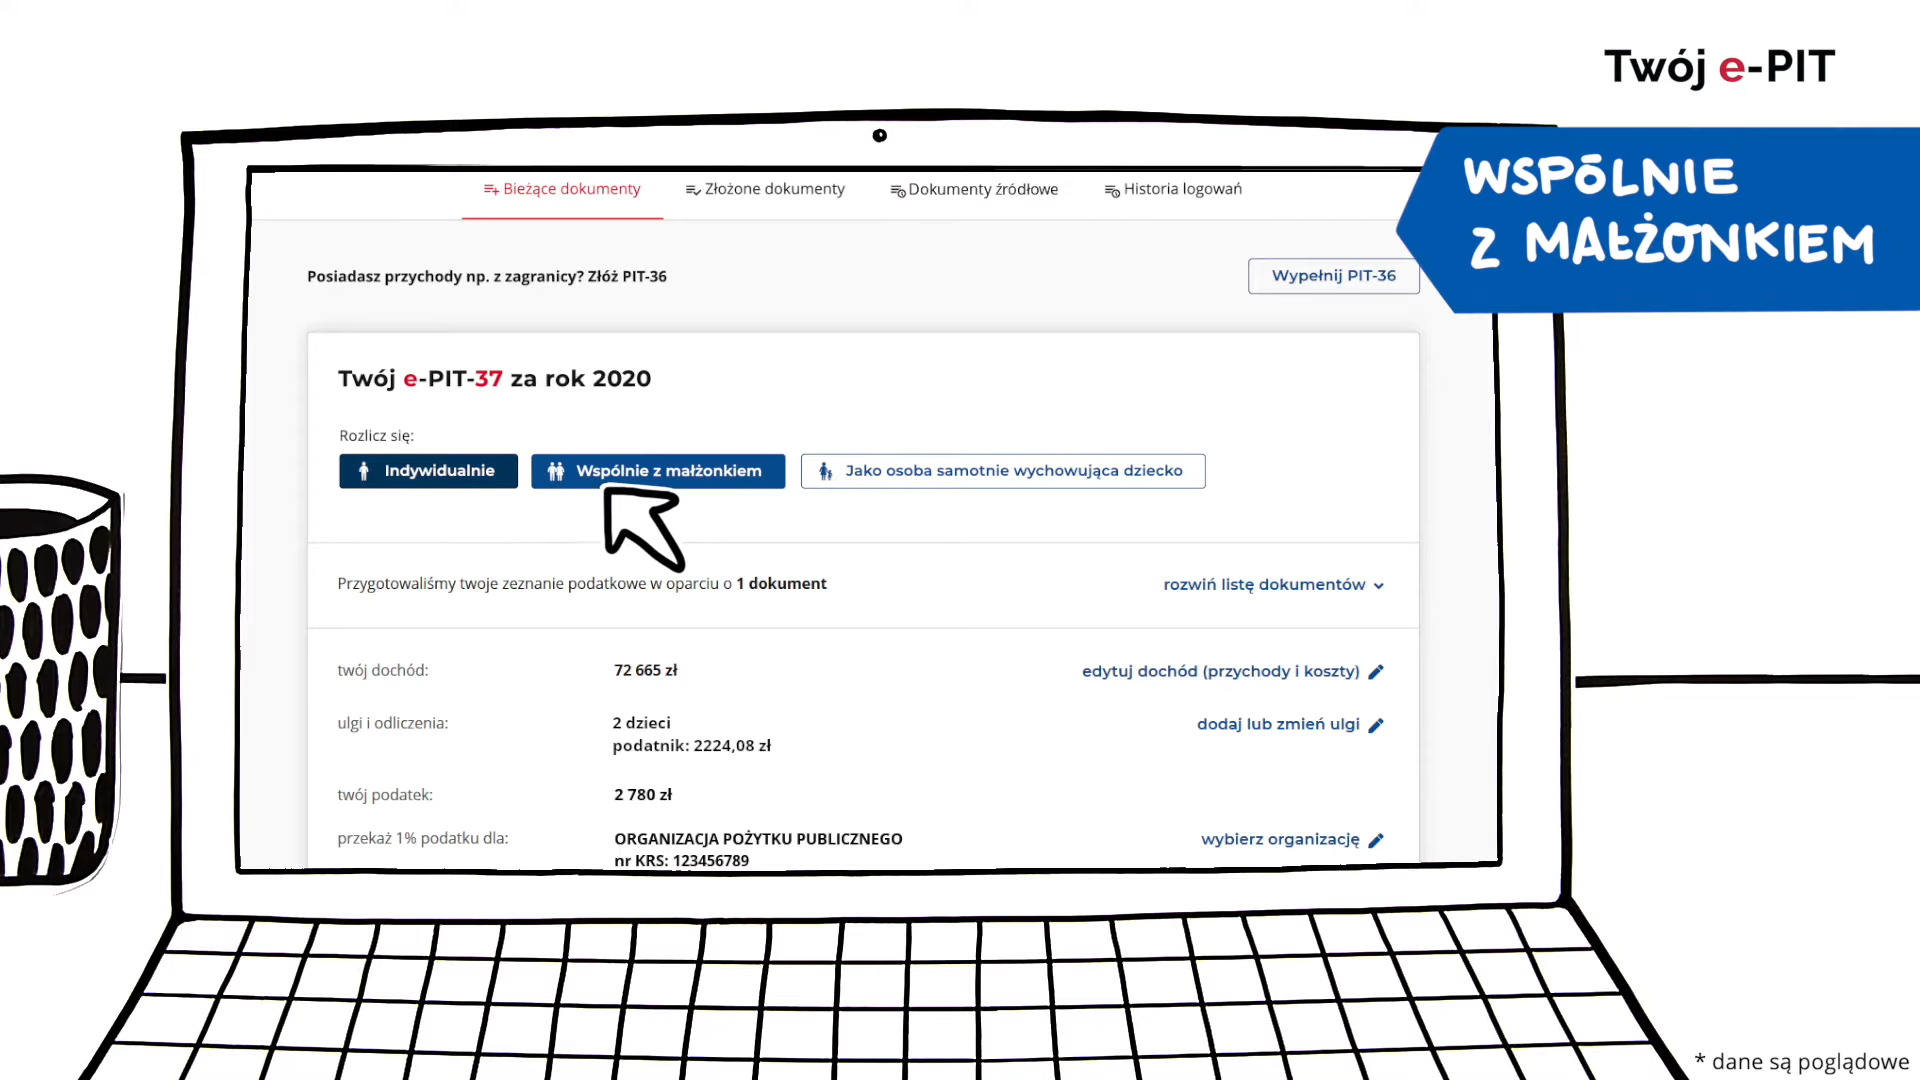 Twój e-PIT
WSPÓLNIE
Z MAŁŻONKIEM
Bieżące dokumenty
Złożone dokumenty
Dokumenty źródłowe
Historia logowań
Posiadasz przychody np. z zagranicy? Złóż PIT-36
Wypełnij PIT-36
Twój e-PIT-37 za rok 2020
Rozlicz się:
Indywidualnie
Wspólnie z małżonkiem
Jako osoba samotnie wychowująca dziecko
Przygotowaliśmy twoje zeznanie podatkowe w oparciu o 1 dokument
rozwiń listę dokumentów
twój dochód:
72 665 zł
edytuj dochód (przychody i koszty)
ulgi i odliczenia:
2 dzieci
podatnik: 2224,08 zł
dodaj lub zmień ulgi
twój podatek:
2 780 zł
przekaż 1% podatku dla:
ORGANIZACJA POŻYTKU PUBLICZNEGO
nr KRS: 123456789
wybierz organizację
* dane są poglądowe